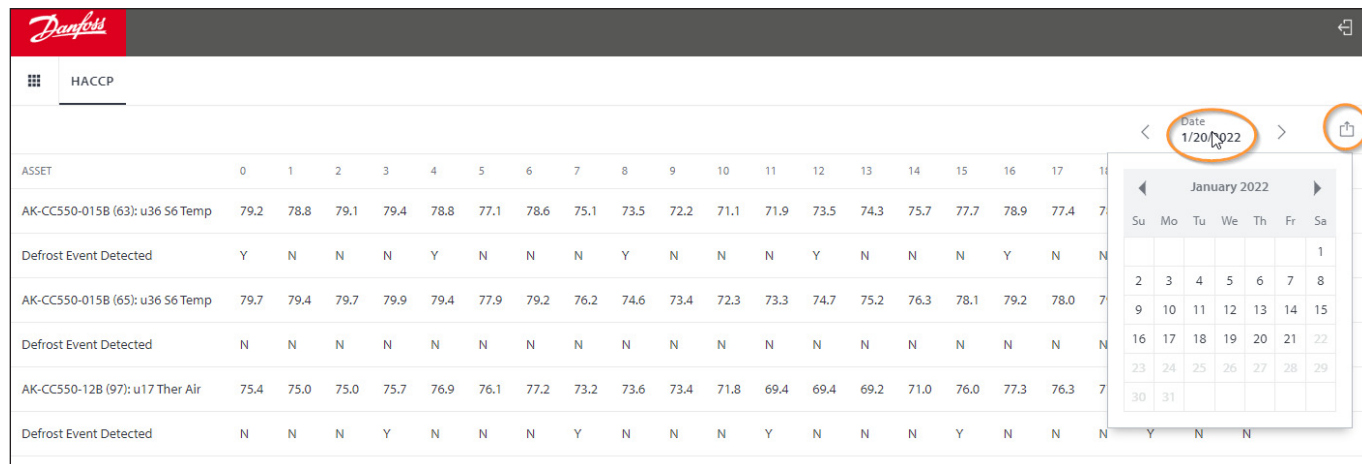 Danfoss
HACCP
Date
1/20/2022
ASSET 0 1 2 3 4 5 6 7 8 9 10 11 12 13 14 15 16 17
AK-CC550-015B (63): u36 S6 Temp 79.2 78.8 79.1 79.4 78.8 77.1 78.6 75.1 73.5 72.2 71.1 71.9 73.5 74.3 75.7 77.7 78.9 77.4
Defrost Event Detected Y N N N Y N N N Y N N N Y N N N Y N N
AK-CC550-015B (65): u36 S6 Temp 79.7 79.4 79.7 79.9 79.4 77.9 79.2 76.2 74.6 73.4 72.3 73.3 74.7 75.2 76.3 78.1 79.2 78.0
Defrost Event Detected N N N N N N N N N N N N N N N N N N N
AK-CC550-12B (97): u17 Ther Air 75.4 75.0 75.0 75.7 76.9 76.1 77.2 73.2 73.6 73.4 71.8 69.4 69.4 69.2 71.0 76.0 77.3 76.3
Defrost Event Detected N N N Y N N N Y N N N Y N N N Y N N N Y N N
January 2022
Su Mo Tu We Th Fr Sa
1
2 3 4 5 6 7 8
9 10 11 12 13 14 15
16 17 18 19 20 21 22
23 24 25 26 27 28 29
30 31